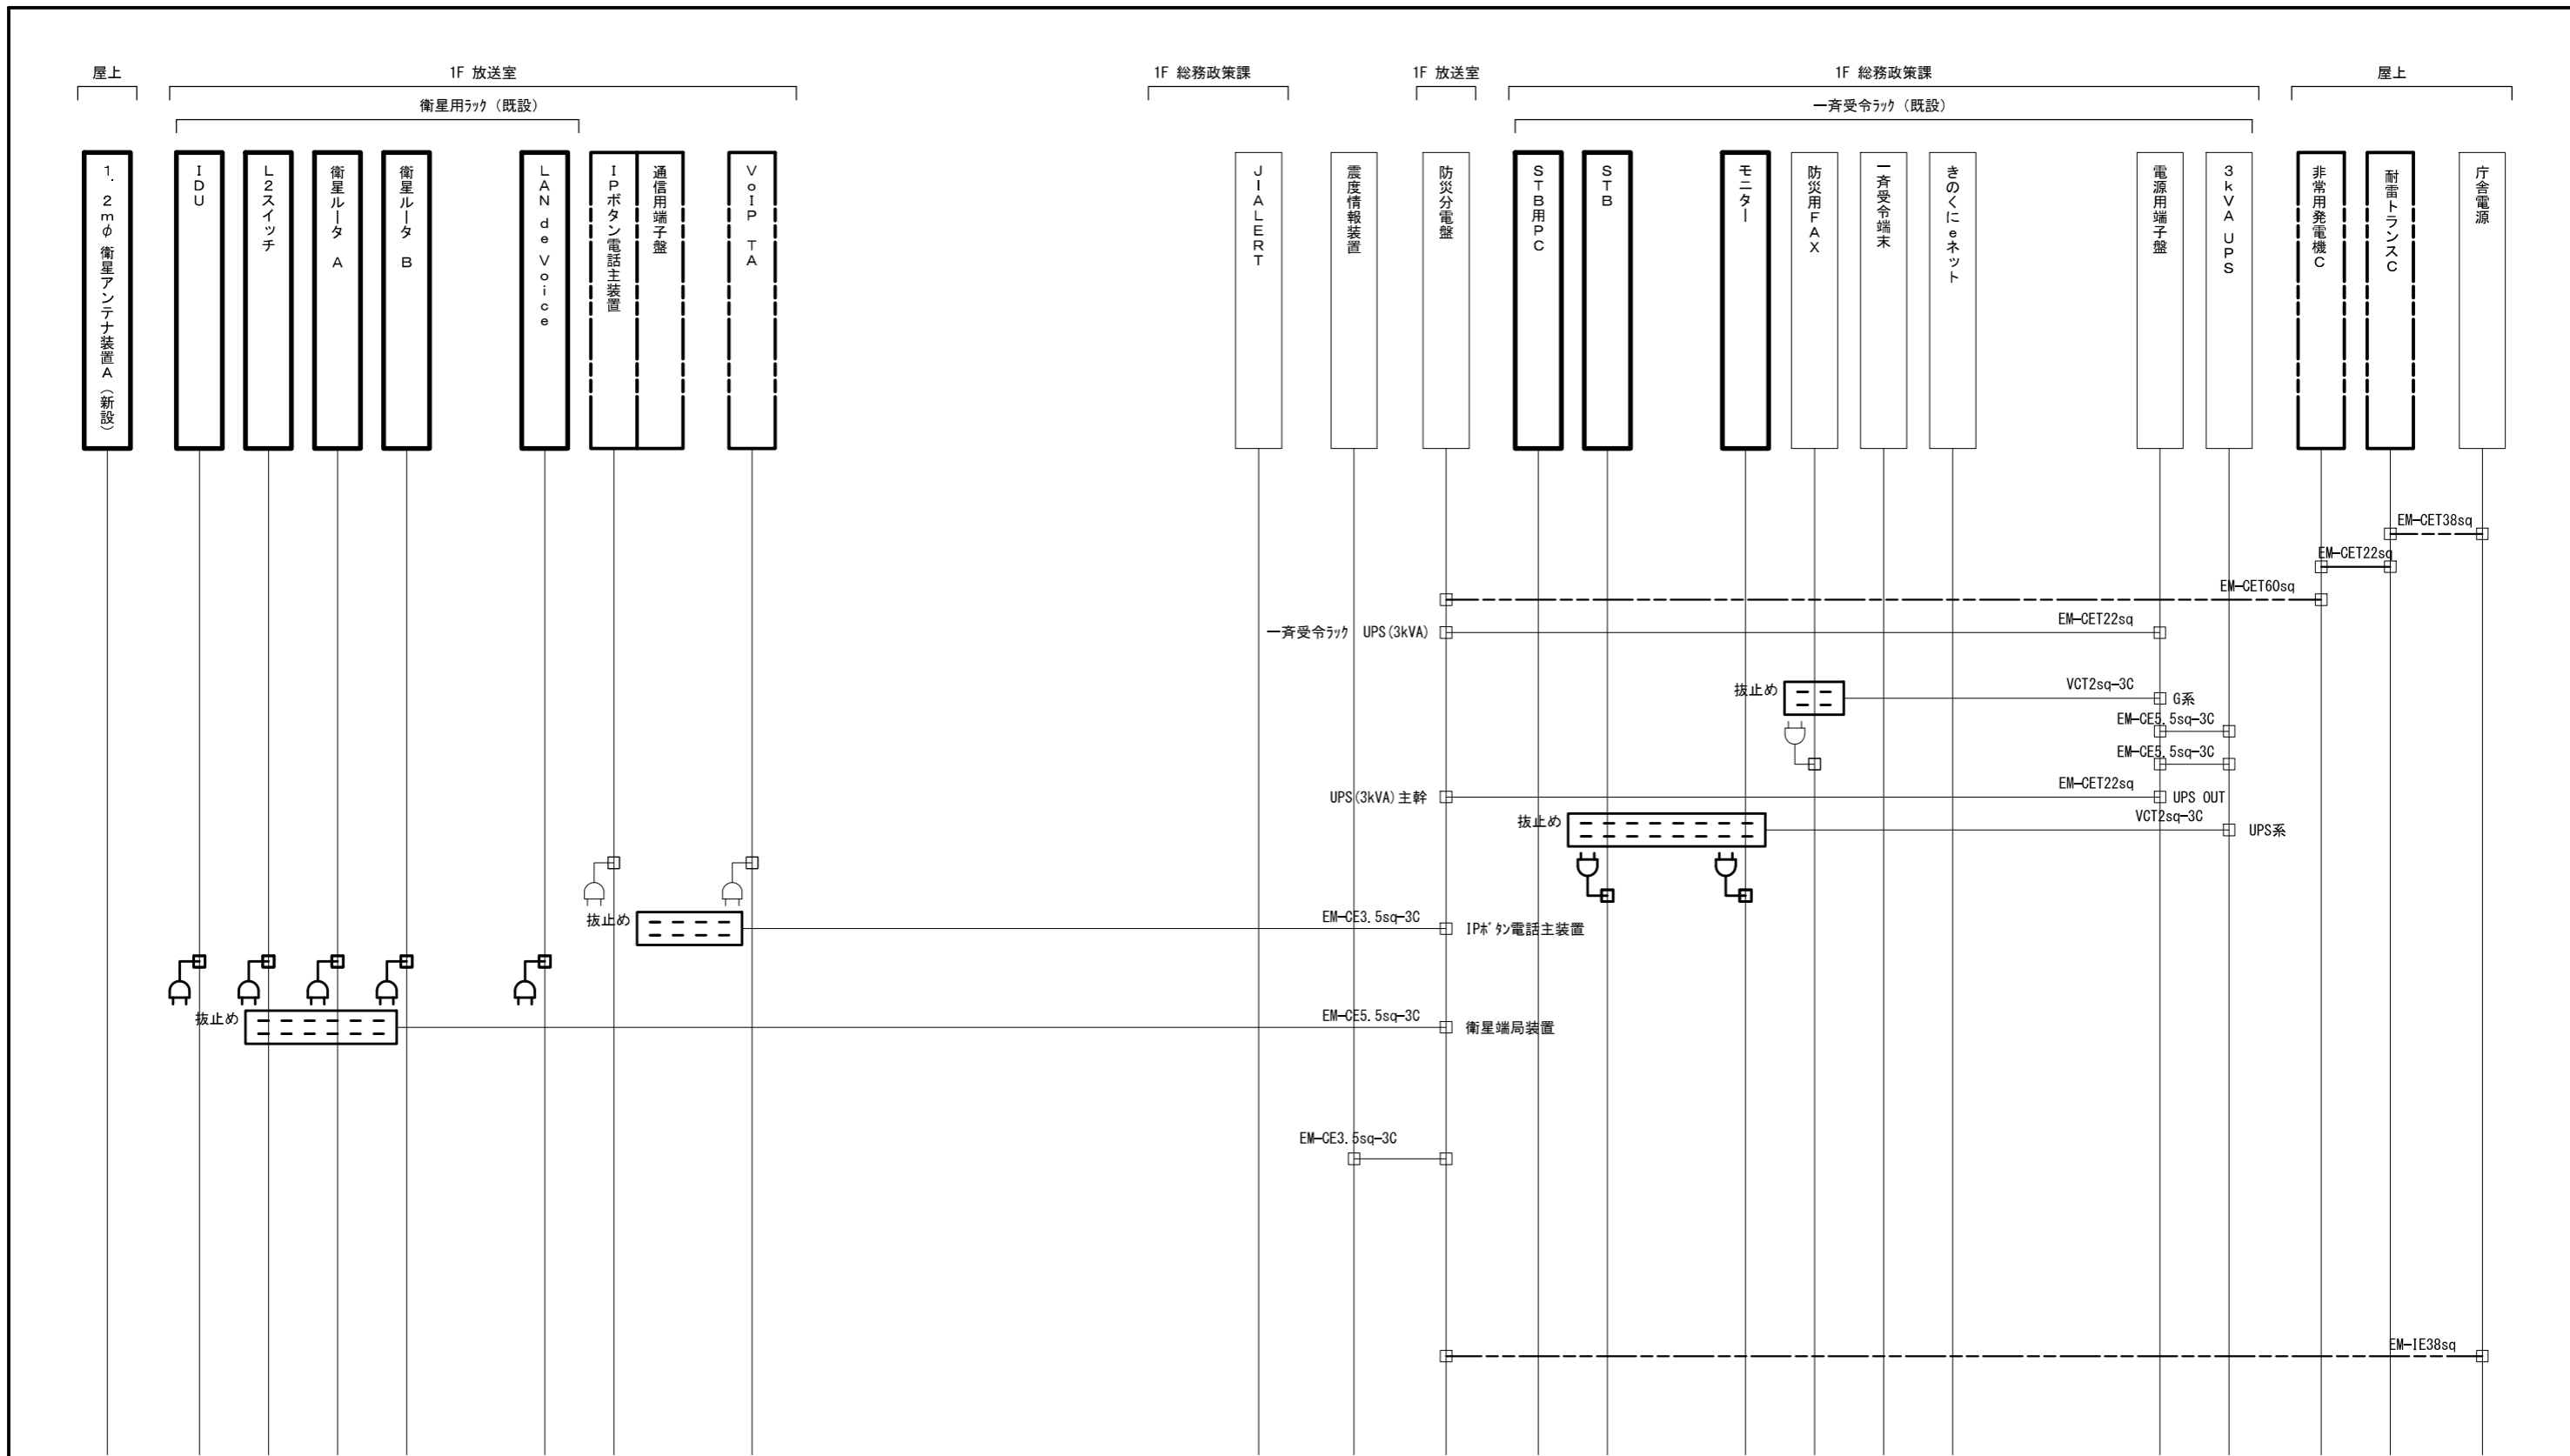 屋上
1F 放送室
1F 総務政策課
1F 放送室
1F 総務政策課
屋上
衛星用ﾗｯｸ（既設）
一斉受令ﾗｯｸ（既設）
１．２ｍφ 衛星アンテナ装置Ａ（新設）
ＩＤＵ
Ｌ２スイッチ
衛星ルータ Ａ
衛星ルータ Ｂ
ＬＡＮ ｄｅ Ｖｏｉｃｅ
ＩＰボタン電話主装置
通信用端子盤
ＶｏＩＰ ＴＡ
ＪＩＡＬＥＲＴ
震度情報装置
防災分電盤
ＳＴＢ用ＰＣ
ＳＴＢ
モニター
防災用ＦＡＸ
一斉受令端末
きのくにｅネット
電源用端子盤
３ｋＶＡ ＵＰＳ
非常用発電機Ｃ
耐雷トランスＣ
庁舎電源
EM-CET38sq
EM-CET22sq
EM-CET60sq
一斉受令ﾗｯｸ UPS(3kVA)
EM-CET22sq
抜止め
VCT2sq-3C
G系
EM-CE5.5sq-3C
EM-CE5.5sq-3C
UPS(3kVA)主幹
EM-CET22sq
UPS OUT
抜止め
VCT2sq-3C
UPS系
抜止め
EM-CE3.5sq-3C
IPﾎﾞﾀﾝ電話主装置
抜止め
EM-CE5.5sq-3C
衛星端局装置
EM-CE3.5sq-3C
EM-IE38sq